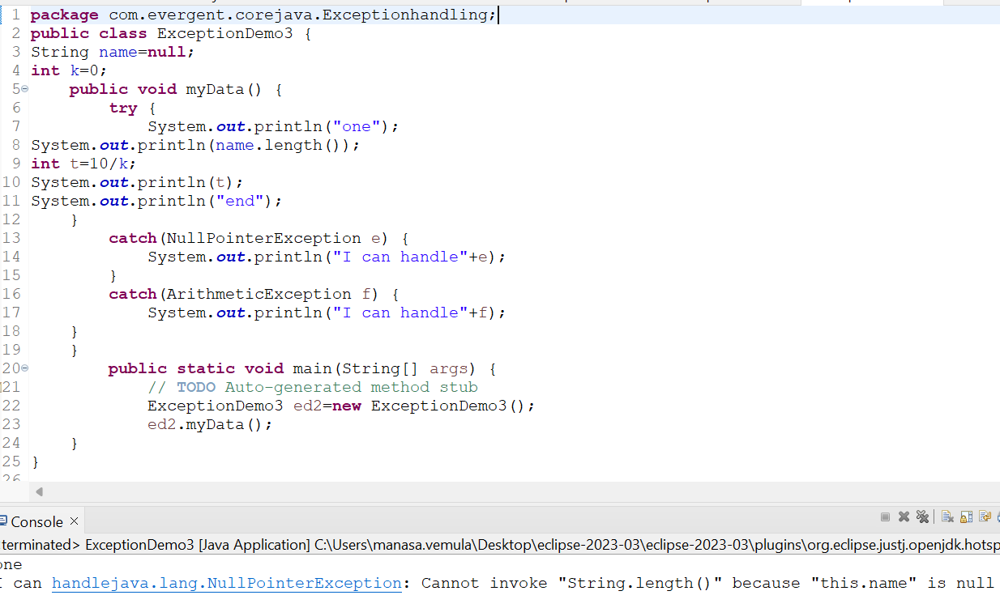 1 package com.evergent.corejava.Exceptionhandling;
2 public class ExceptionDemo3 {
3 String name=null;
4 int k=0;
5 public void myData() {
6 try {
7 System.out.println("one");
8 System.out.println(name.length());
9 int t=10/k;
10 System.out.println(t);
11 System.out.println("end");
12 }
13 catch(NullPointerException e) {
14 System.out.println("I can handle"+e);
15 }
16 catch(ArithmeticException f) {
17 System.out.println("I can handle"+f);
18 }
19 }
20 public static void main(String[] args) {
21 // TODO Auto-generated method stub
22 ExceptionDemo3 ed2=new ExceptionDemo3();
23 ed2.myData();
24 }
25 }
26
Console
terminated> ExceptionDemo3 [Java Application] C:\Users\manasa.vemula\Desktop\eclipse-2023-03\eclipse-2023-03\plugins\org.eclipse.justj.openjdk.hotsp
one
I can handlejava.lang.NullPointerException: Cannot invoke "String.length()" because "this.name" is null